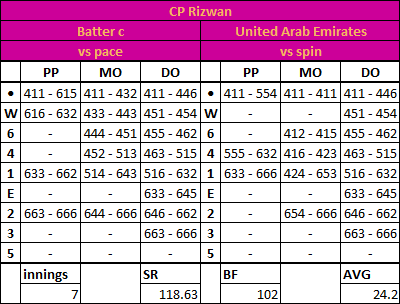 CP Rizwan
Batter c United Arab Emirates
vs pace vs spin
PP MO DO PP MO DO
• 411 - 615 411 - 432 411 - 446 • 411 - 554 411 - 411 411 - 446
W 616 - 632 433 - 443 451 - 454 W - - 451 - 454
6 - 444 - 451 455 - 462 6 - 412 - 415 455 - 462
4 - 452 - 513 463 - 515 4 555 - 632 416 - 423 463 - 515
1 633 - 662 514 - 643 516 - 632 1 633 - 666 424 - 653 516 - 632
E - - 633 - 645 E - - 633 - 645
2 663 - 666 644 - 666 646 - 662 2 - 654 - 666 646 - 662
3 - - 663 - 666 3 - - 663 - 666
5 - - - 5 - - -
innings SR BF AVG
7 118.63 102 24.2